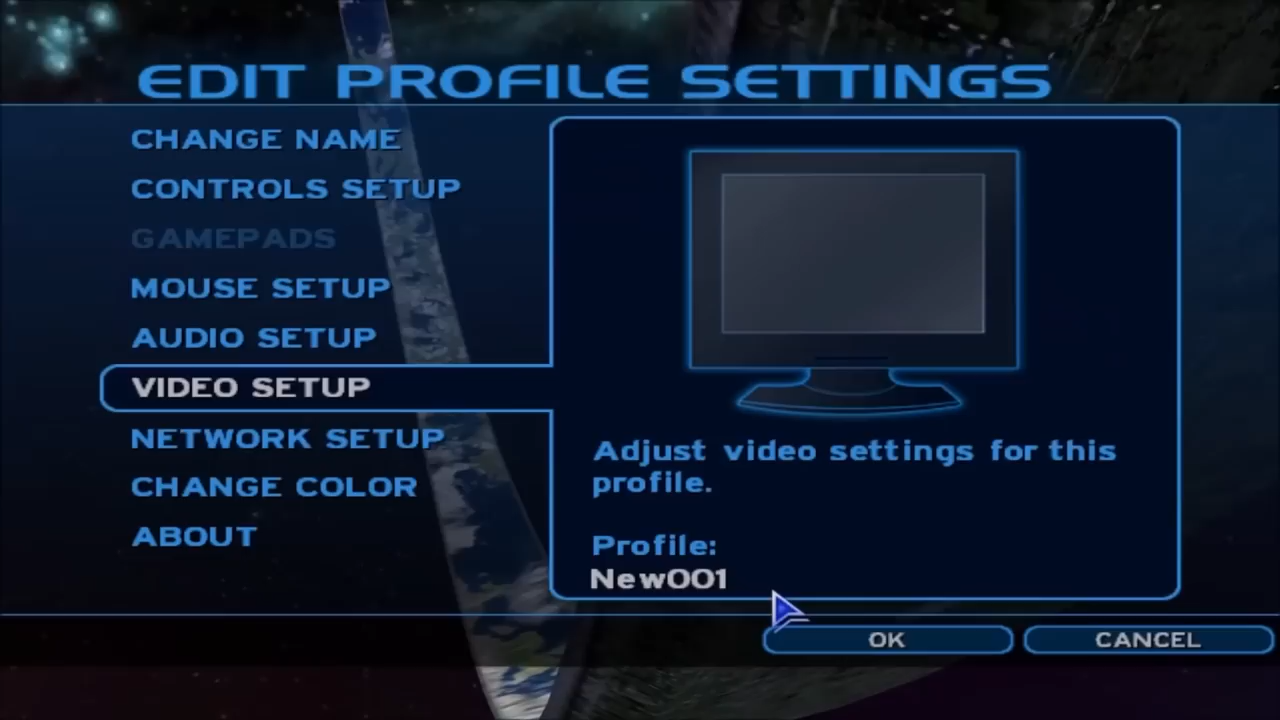 EDIT PROFILE SETTINGS
CHANGE NAME
CONTROLS SETUP
GAMEPADS
MOUSE SETUP
AUDIO SETUP
VIDEO SETUP
NETWORK SETUP
CHANGE COLOR
ABOUT
Adjust video settings for this
profile.
Profile:
New001
OK
CANCEL